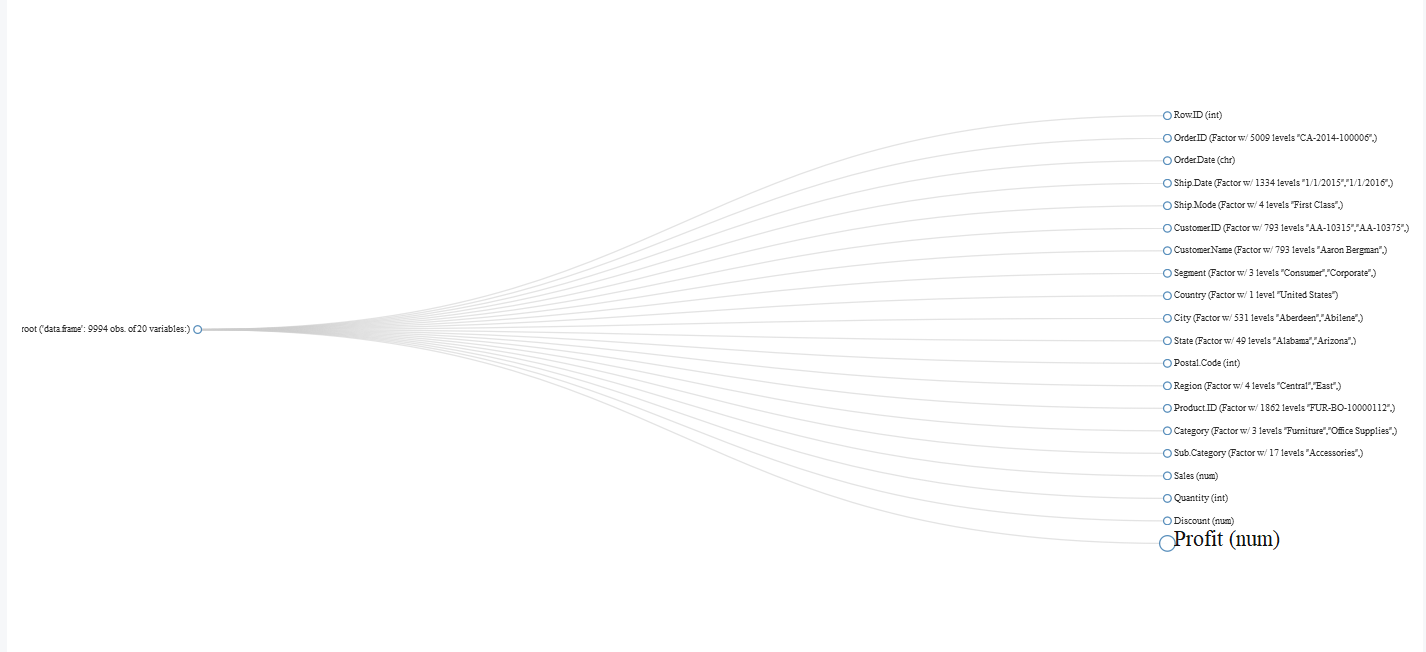 Row.ID (int)
Order.ID (Factor w/ 5009 levels "CA-2014-100006",)
Order.Date (chr)
Ship.Date (Factor w/ 1334 levels "1/1/2015","1/1/2016",)
Ship.Mode (Factor w/ 4 levels "First Class",)
Customer.ID (Factor w/ 793 levels "AA-10315","AA-10375",)
Customer.Name (Factor w/ 793 levels "Aaron Bergman",)
Segment (Factor w/ 3 levels "Consumer","Corporate",)
Country (Factor w/ 1 level "United States")
City (Factor w/ 531 levels "Aberdeen","Abilene",)
root ('data.frame': 9994 obs. of 20 variables:)
State (Factor w/ 49 levels "Alabama","Arizona",)
Postal.Code (int)
Region (Factor w/ 4 levels "Central","East",)
Product.ID (Factor w/ 1862 levels "FUR-BO-10000112",)
Category (Factor w/ 3 levels "Furniture","Office Supplies",)
Sub.Category (Factor w/ 17 levels "Accessories",)
Sales (num)
Quantity (int)
Discount (num)
Profit (num)